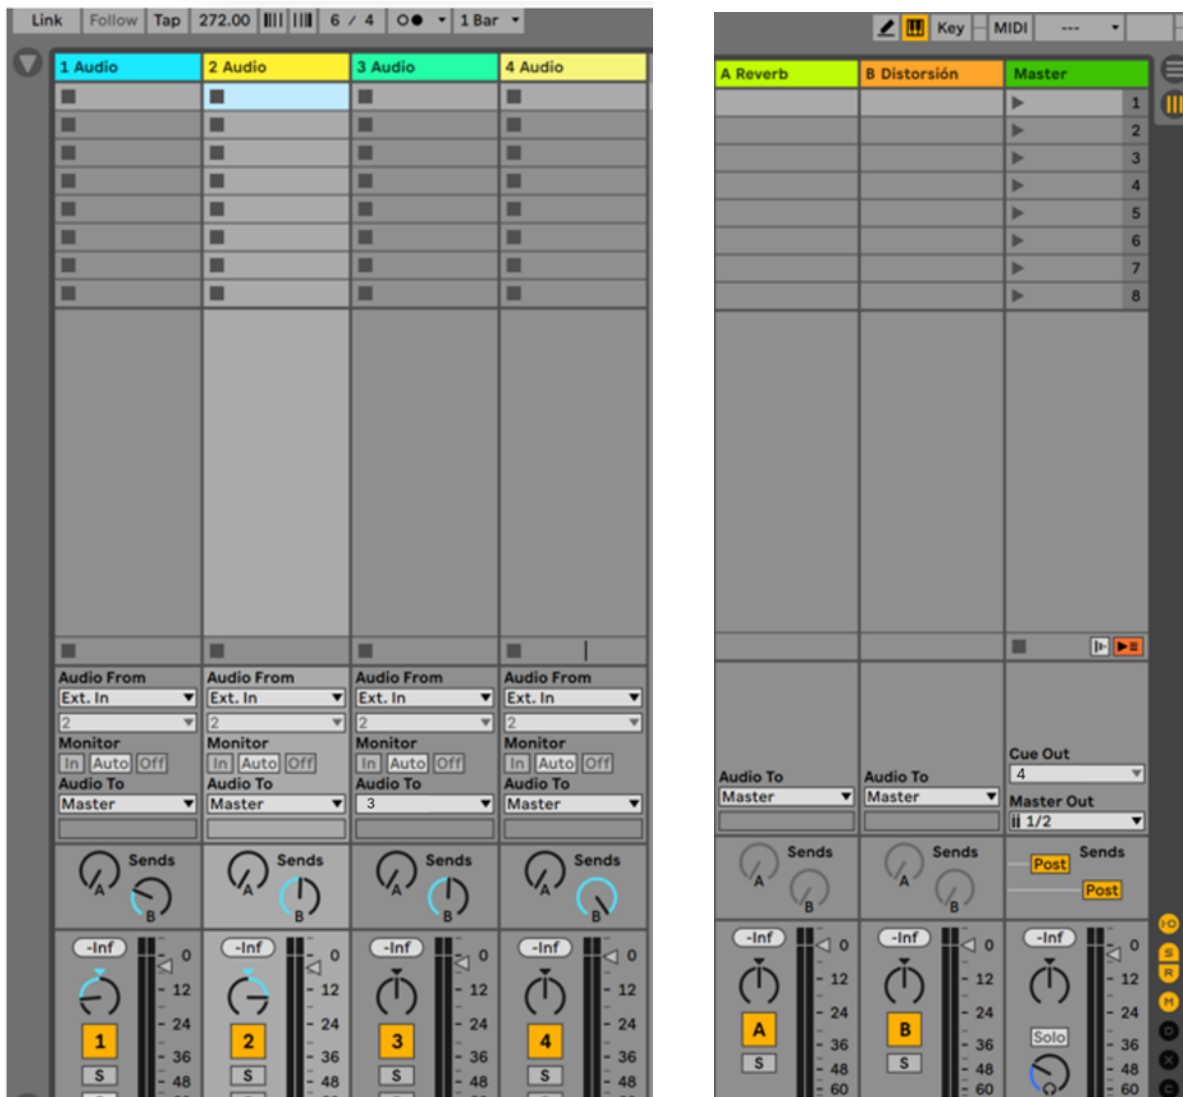 Link Follow Tap 272.00 6 / 4 1 Bar
1 Audio 2 Audio 3 Audio 4 Audio
Audio From Audio From Audio From Audio From
Ext. In Ext. In Ext. In Ext. In
2 2 2 2
Monitor Monitor Monitor Monitor
In Auto Off In Auto Off In Auto Off In Auto Off
Audio To Audio To Audio To Audio To
Master Master 3 Master
Sends Sends Sends Sends
A A A A
B B B B
-Inf -Inf -Inf -Inf
0 0 0 0
12 12 12 12
24 24 24 24
1 2 3 4
36 36 36 36
S S S S
48 48 48 48
Key MIDI ---
A Reverb B Distorsión Master
1
2
3
4
5
6
7
8
Cue Out
4
Audio To Audio To
Master Master
Master Out
1/2
Sends Sends Sends
Post
A A
Post
B B
-Inf -Inf -Inf
0 0 0
12 12 12
24 24 24
A B Solo
36 36 36
S S
48 48 48
60 60 60
I-O
S
R
M
D
X
C